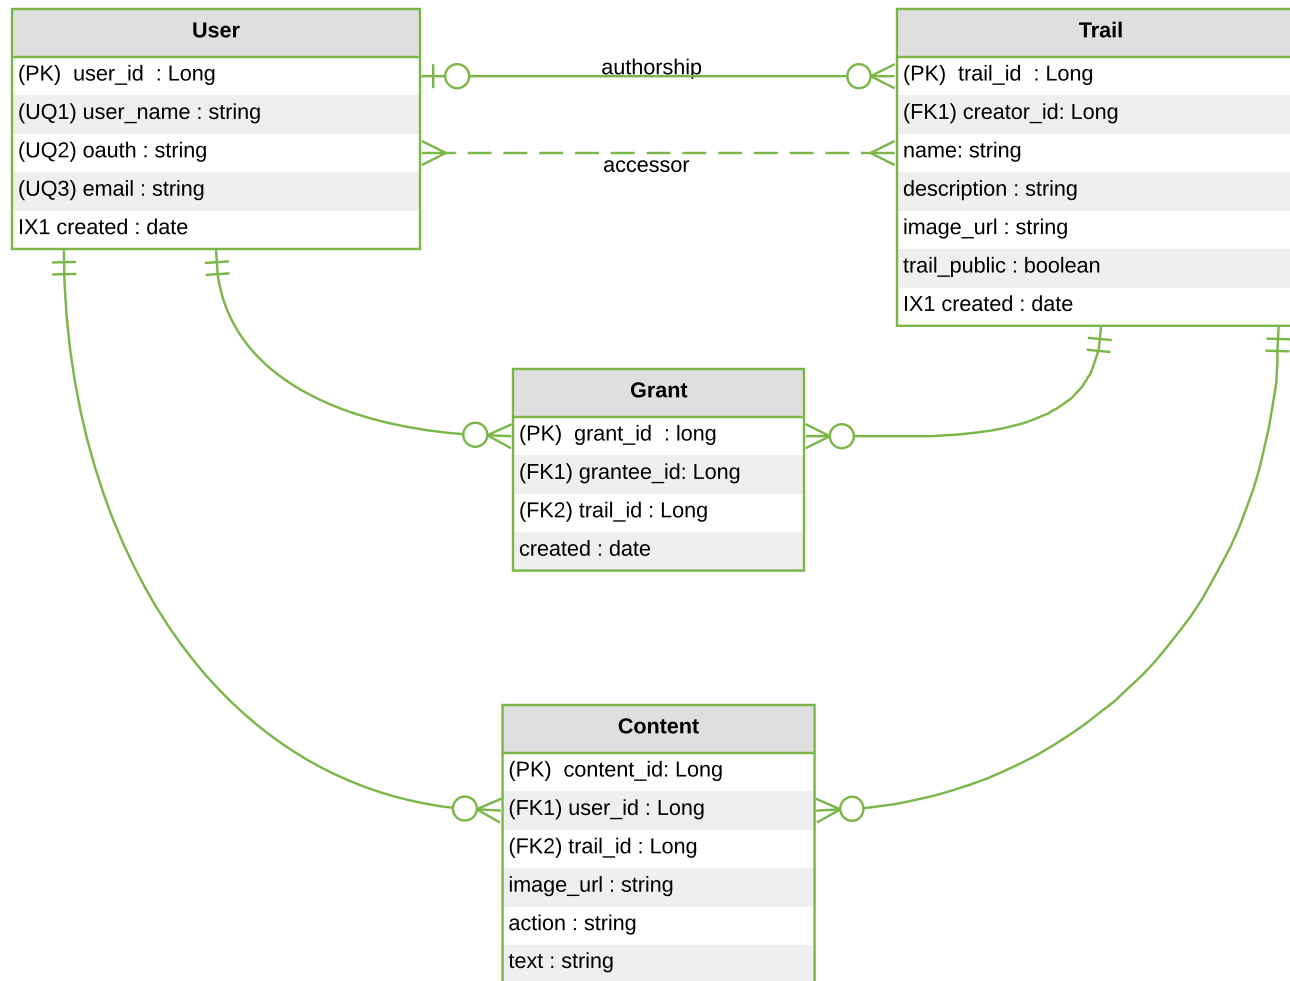 User
(PK)  user_id  : Long
(UQ1) user_name : string
(UQ2) oauth : string
(UQ3) email : string
IX1 created : date
authorship
accessor
Trail
(PK)  trail_id  : Long
(FK1) creator_id: Long
name: string
description : string
image_url : string
trail_public : boolean
IX1 created : date
Grant
(PK)  grant_id  : long
(FK1) grantee_id: Long
(FK2) trail_id : Long
created : date
Content
(PK)  content_id: Long
(FK1) user_id : Long
(FK2) trail_id : Long
image_url : string
action : string
text : string